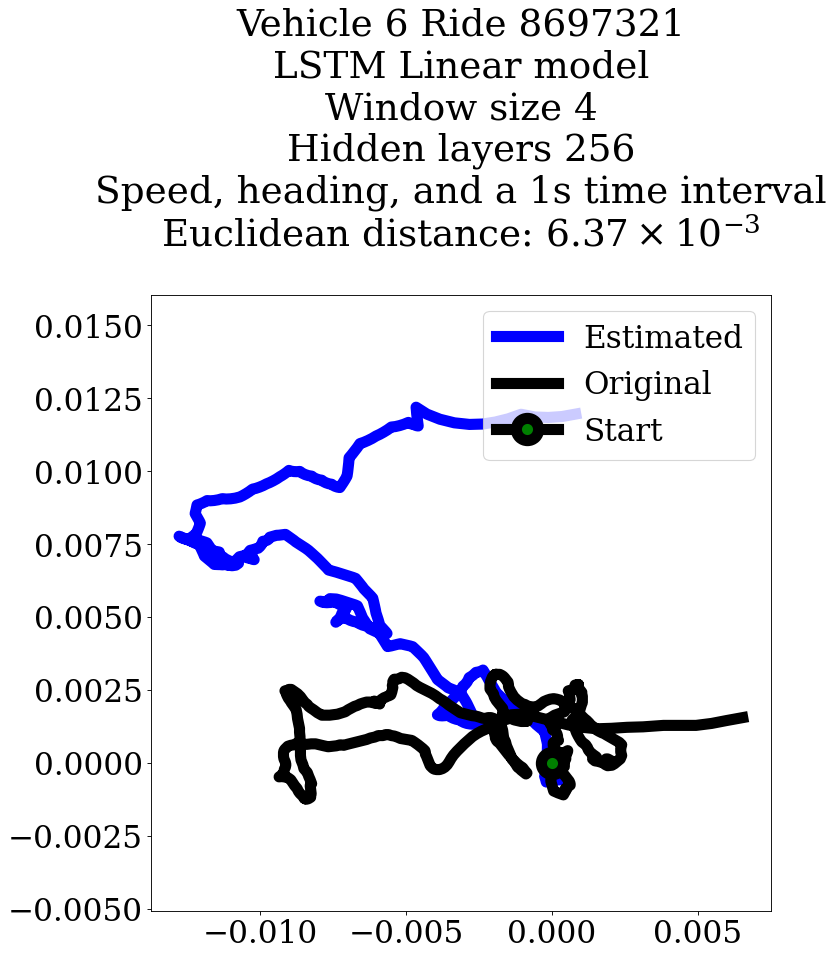 Vehicle 6 Ride 8697321
LSTM Linear model
Window size 4
Hidden layers 256
Speed, heading, and a 1s time interval
Euclidean distance: 6.37 × 10⁻³
0.0150
0.0125
0.0100
0.0075
0.0050
0.0025
0.0000
−0.0025
−0.0050
Estimated
Original
Start
−0.010 −0.005 0.000 0.005